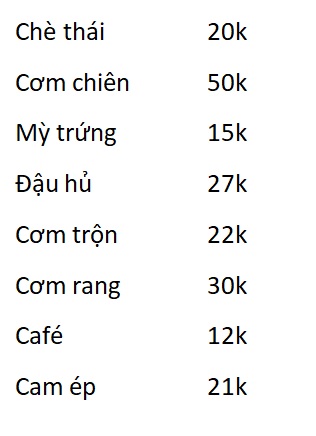 Chè thái 20k
Cơm chiên 50k
Mỳ trứng 15k
Đậu hủ 27k
Cơm trộn 22k
Cơm rang 30k
Café 12k
Cam ép 21k